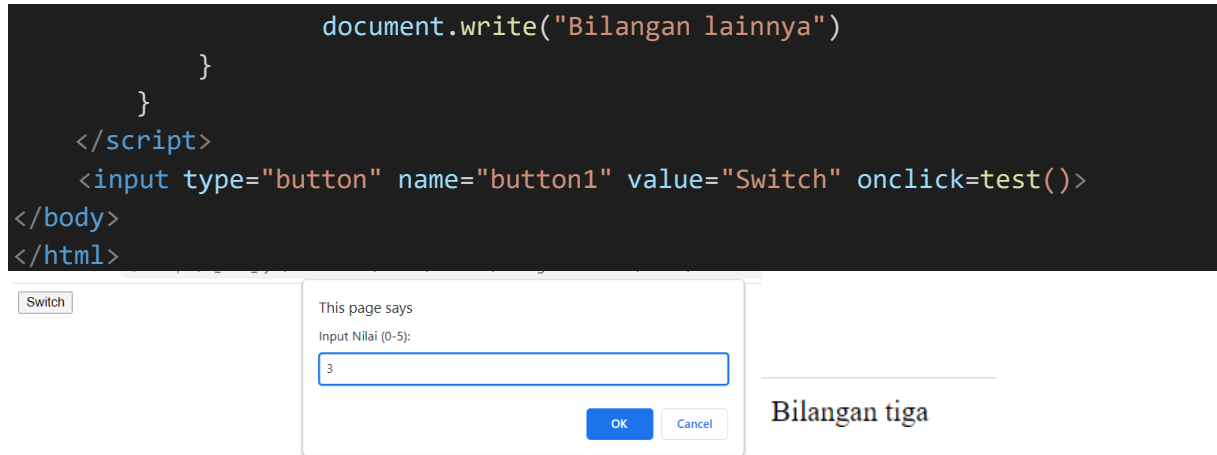 document.write("Bilangan lainnya")
}
}
</script>
<input type="button" name="button1" value="Switch" onclick=test()>
</body>
</html>
Switch
This page says
Input Nilai (0-5):
3
OK Cancel
Bilangan tiga